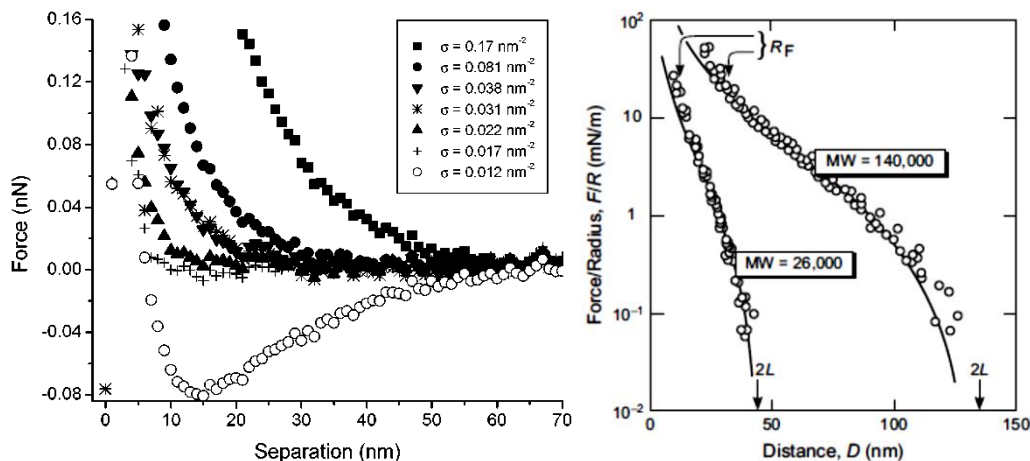 0.16
0.12
0.08
0.04
0.00
-0.04
-0.08
Force (nN)
0 10 20 30 40 50 60 70
Separation (nm)
σ = 0.17 nm⁻²
σ = 0.081 nm⁻²
σ = 0.038 nm⁻²
σ = 0.031 nm⁻²
σ = 0.022 nm⁻²
σ = 0.017 nm⁻²
σ = 0.012 nm⁻²
10²
10
1
10⁻¹
10⁻²
Force/Radius, F/R (mN/m)
R_F
MW = 140,000
MW = 26,000
2L
2L
0 50 100 150
Distance, D (nm)